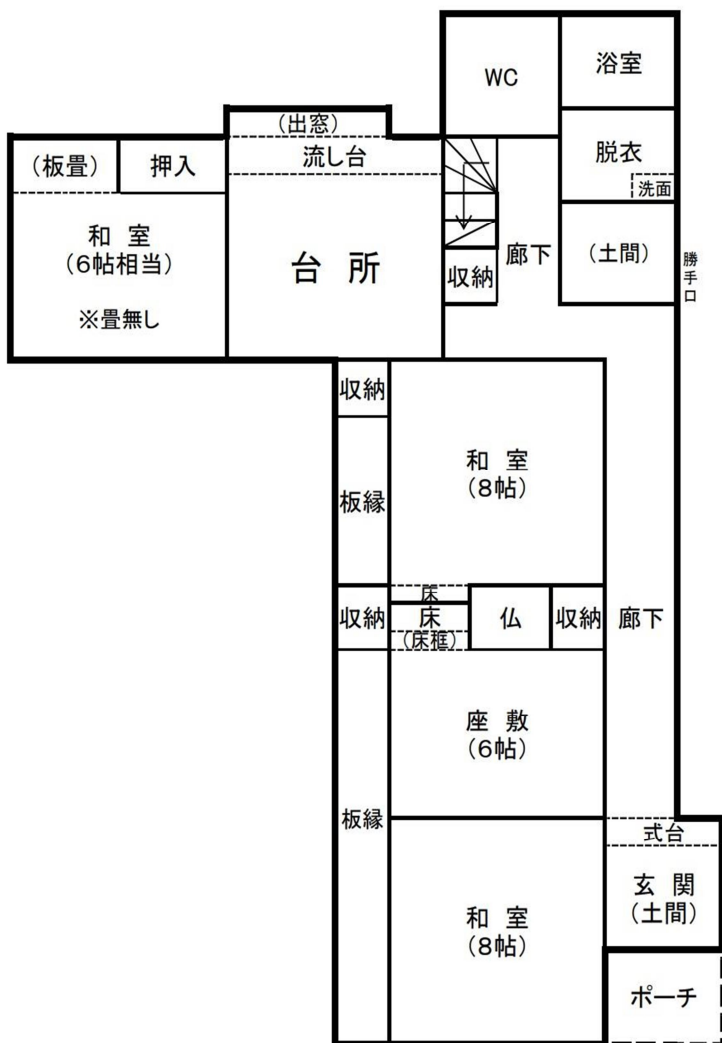 WC
浴室
(出窓)
流し台
(板畳)
押入
脱衣
洗面
和 室
(6帖相当)
※畳無し
台 所
収納
廊下
(土間)
勝手口
収納
板縁
和 室
(8帖)
収納
床
床
(床框)
仏
収納
廊下
座 敷
(6帖)
板縁
式台
玄 関
(土間)
和 室
(8帖)
ポーチ